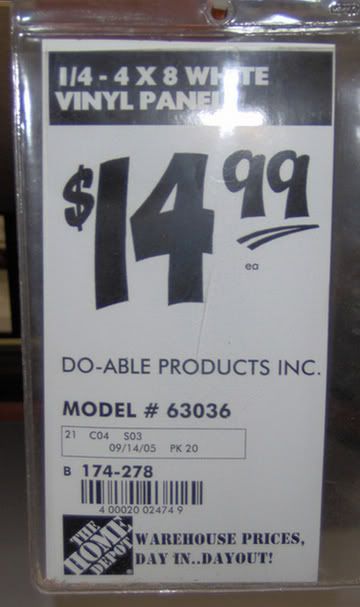 1/4 - 4 X 8 WHITE
VINYL PANEL
$14 99
ea
DO-ABLE PRODUCTS INC.
MODEL # 63036
21 C04 S03
09/14/05 PK 20
B 174-278
4 00020 02474 9
THE
HOME
DEPOT
WAREHOUSE PRICES,
DAY IN..DAYOUT!